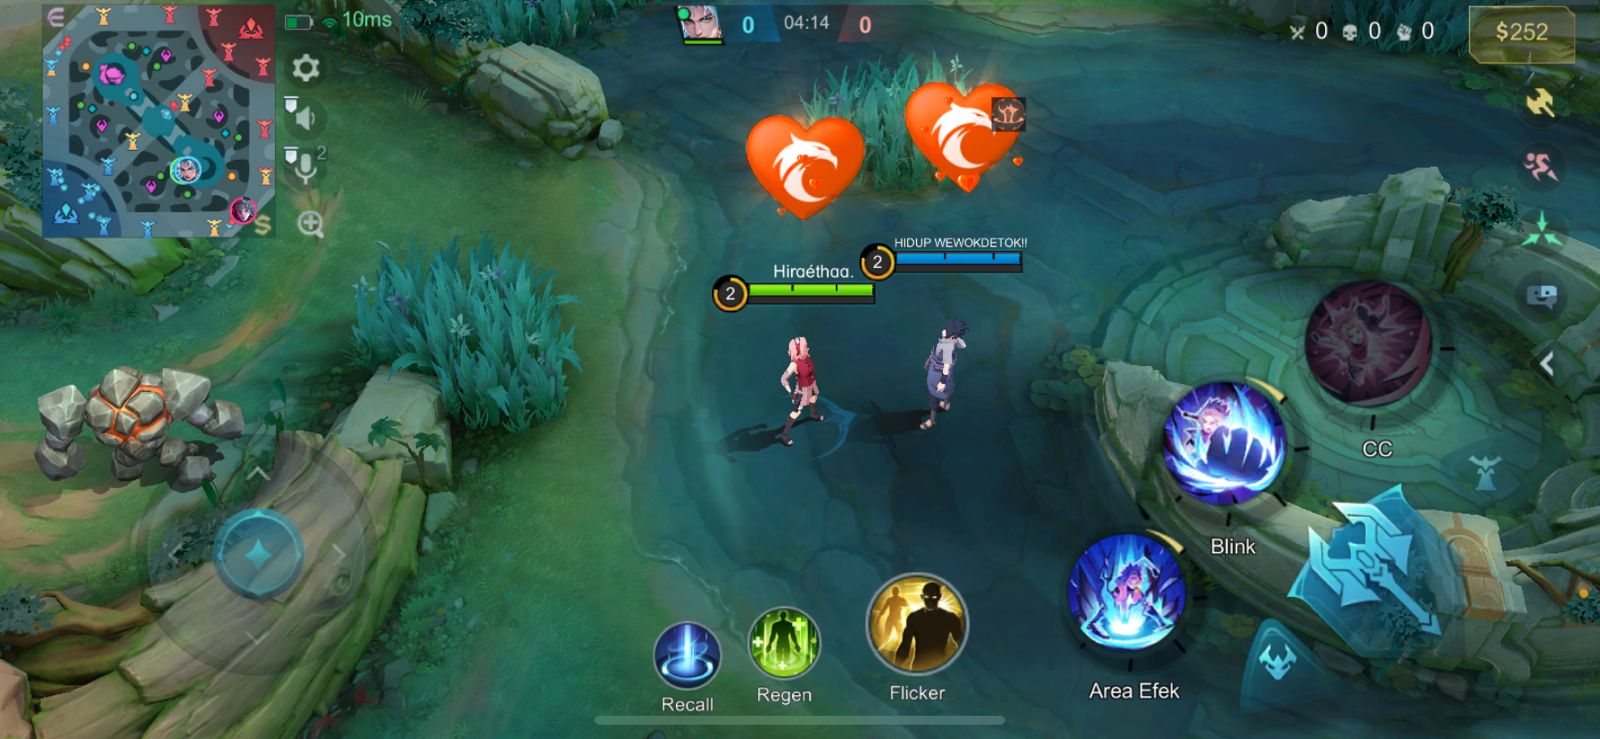 10ms
0
04:14
0
0
0
0
$252
2
HIDUP WEWOKDETOK!!
2
Hiraéthaa.
2
CC
Blink
Area Efek
Flicker
Regen
Recall